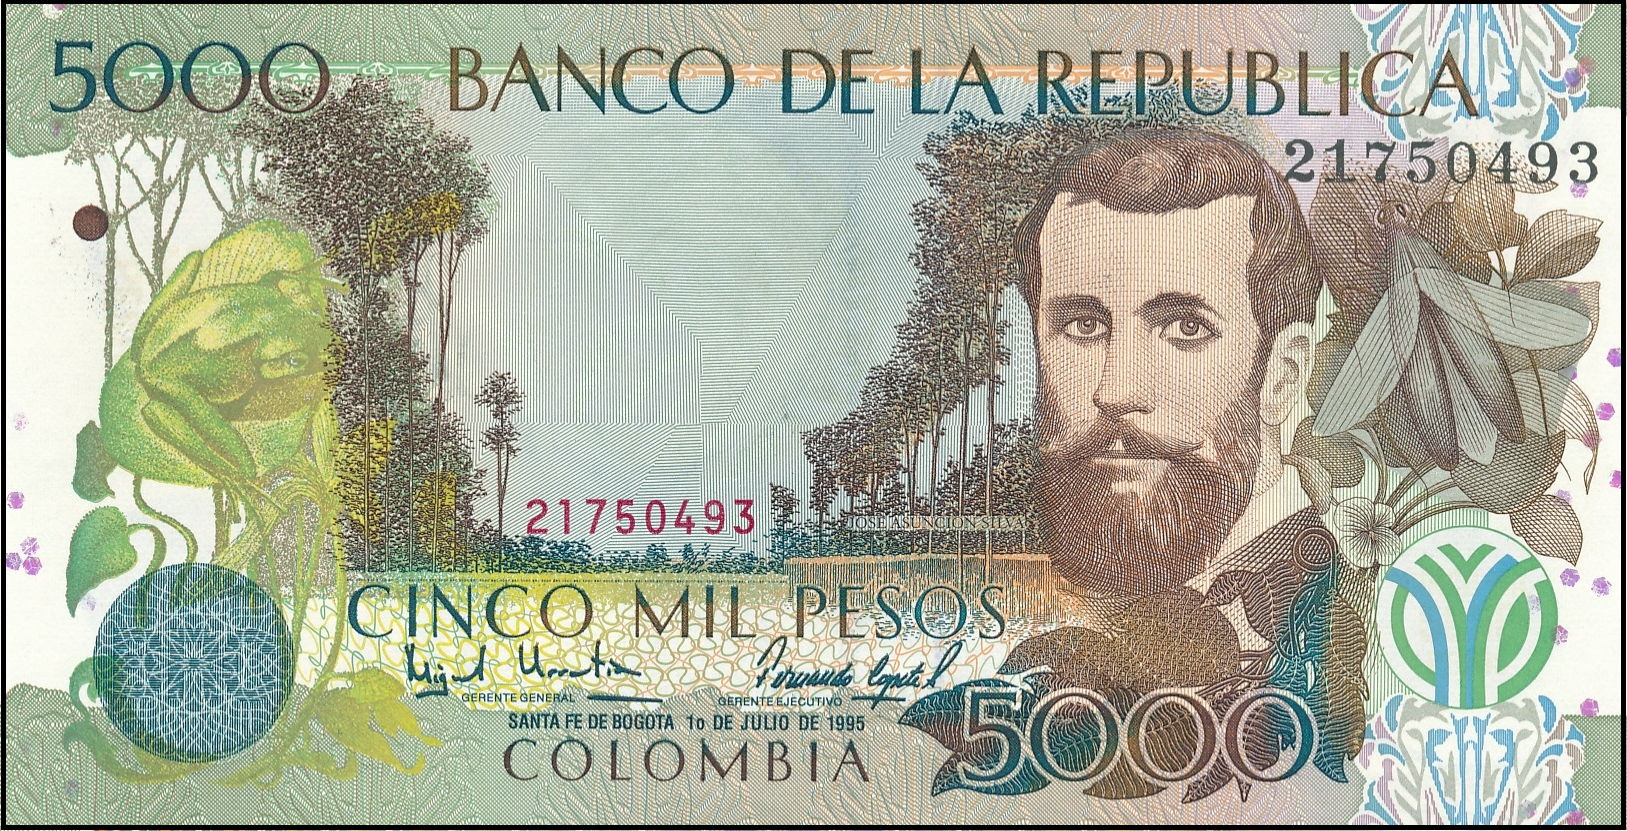 5000 BANCO DE LA REPUBLICA
21750493
21750493
JOSE ASUNCION SILVA
CINCO MIL PESOS
GERENTE GENERAL GERENTE EJECUTIVO
SANTA FE DE BOGOTA 1o DE JULIO DE 1995
COLOMBIA
5000